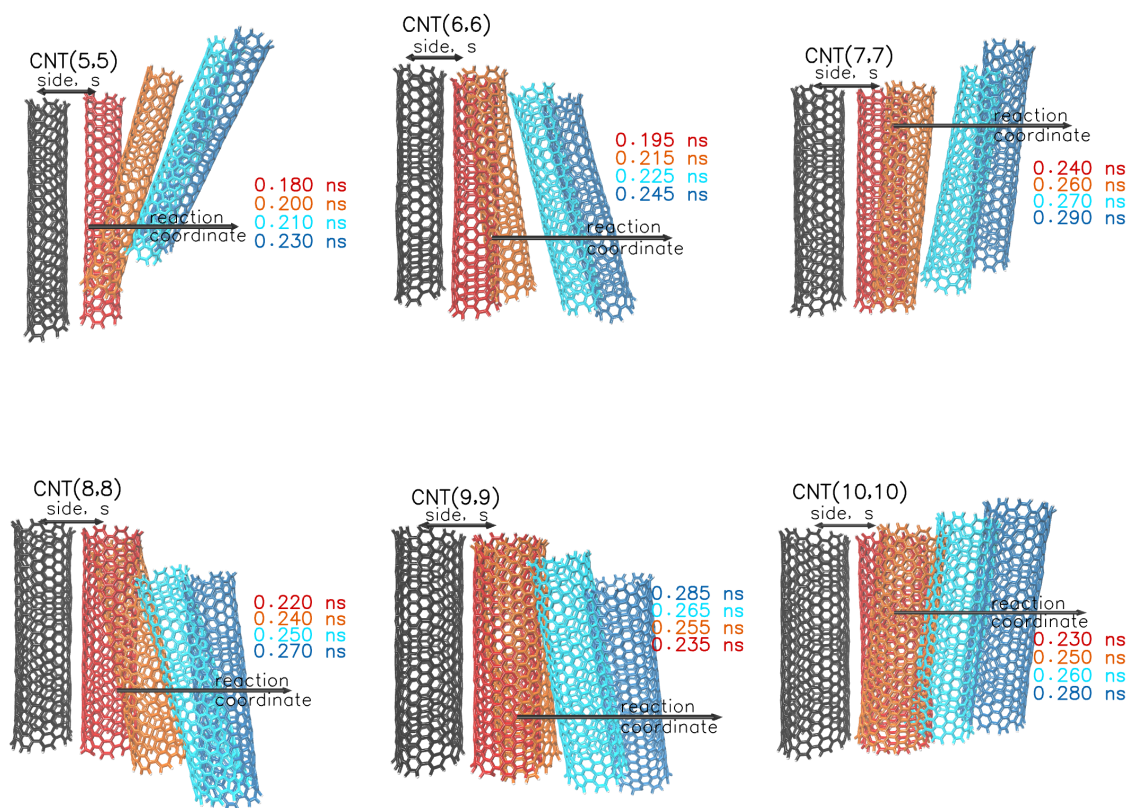 CNT(5,5)
side, s
0.180 ns
0.200 ns
0.210 ns
0.230 ns
reaction
coordinate
CNT(6,6)
side, s
0.195 ns
0.215 ns
0.225 ns
0.245 ns
reaction
coordinate
CNT(7,7)
side, s
reaction
coordinate
0.240 ns
0.260 ns
0.270 ns
0.290 ns
CNT(8,8)
side, s
0.220 ns
0.240 ns
0.250 ns
0.270 ns
reaction
coordinate
CNT(9,9)
side, s
0.285 ns
0.265 ns
0.255 ns
0.235 ns
reaction
coordinate
CNT(10,10)
side, s
reaction
coordinate
0.230 ns
0.250 ns
0.260 ns
0.280 ns